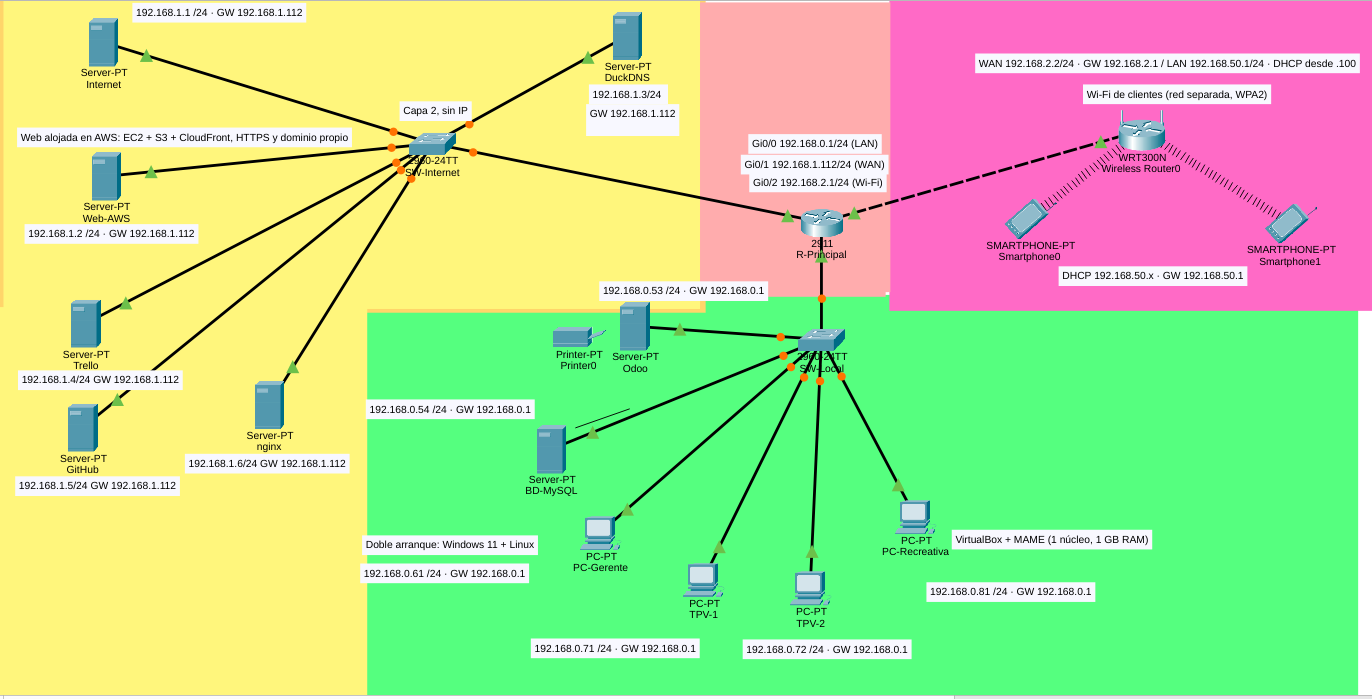 192.168.1.1 /24 · GW 192.168.1.112
Server-PT
Internet
Server-PT
DuckDNS
192.168.1.3/24
GW 192.168.1.112
Capa 2, sin IP
2960-24TT
SW-Internet
Web alojada en AWS: EC2 + S3 + CloudFront, HTTPS y dominio propio
Server-PT
Web-AWS
192.168.1.2 /24 · GW 192.168.1.112
Server-PT
Trello
192.168.1.4/24 GW 192.168.1.112
Server-PT
GitHub
192.168.1.5/24 GW 192.168.1.112
Server-PT
nginx
192.168.1.6/24 GW 192.168.1.112
Gi0/0 192.168.0.1/24 (LAN)
Gi0/1 192.168.1.112/24 (WAN)
Gi0/2 192.168.2.1/24 (Wi-Fi)
2911
R-Principal
WAN 192.168.2.2/24 · GW 192.168.2.1 / LAN 192.168.50.1/24 · DHCP desde .100
Wi-Fi de clientes (red separada, WPA2)
WRT300N
Wireless Router0
SMARTPHONE-PT
Smartphone0
SMARTPHONE-PT
Smartphone1
DHCP 192.168.50.x · GW 192.168.50.1
192.168.0.53 /24 · GW 192.168.0.1
Printer-PT
Printer0
Server-PT
Odoo
2960-24TT
SW-Local
192.168.0.54 /24 · GW 192.168.0.1
Server-PT
BD-MySQL
Doble arranque: Windows 11 + Linux
192.168.0.61 /24 · GW 192.168.0.1
PC-PT
PC-Gerente
PC-PT
TPV-1
192.168.0.71 /24 · GW 192.168.0.1
PC-PT
TPV-2
192.168.0.72 /24 · GW 192.168.0.1
PC-PT
PC-Recreativa
VirtualBox + MAME (1 núcleo, 1 GB RAM)
192.168.0.81 /24 · GW 192.168.0.1